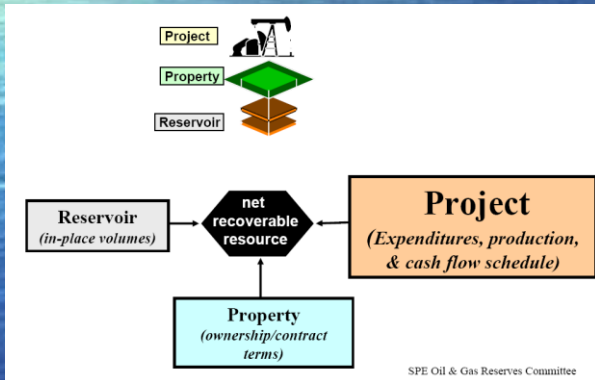 Project
Property
Reservoir
net
recoverable
resource
Reservoir
(in-place volumes)
Project
(Expenditures, production,
& cash flow schedule)
Property
(ownership/contract
terms)
SPE Oil & Gas Reserves Committee